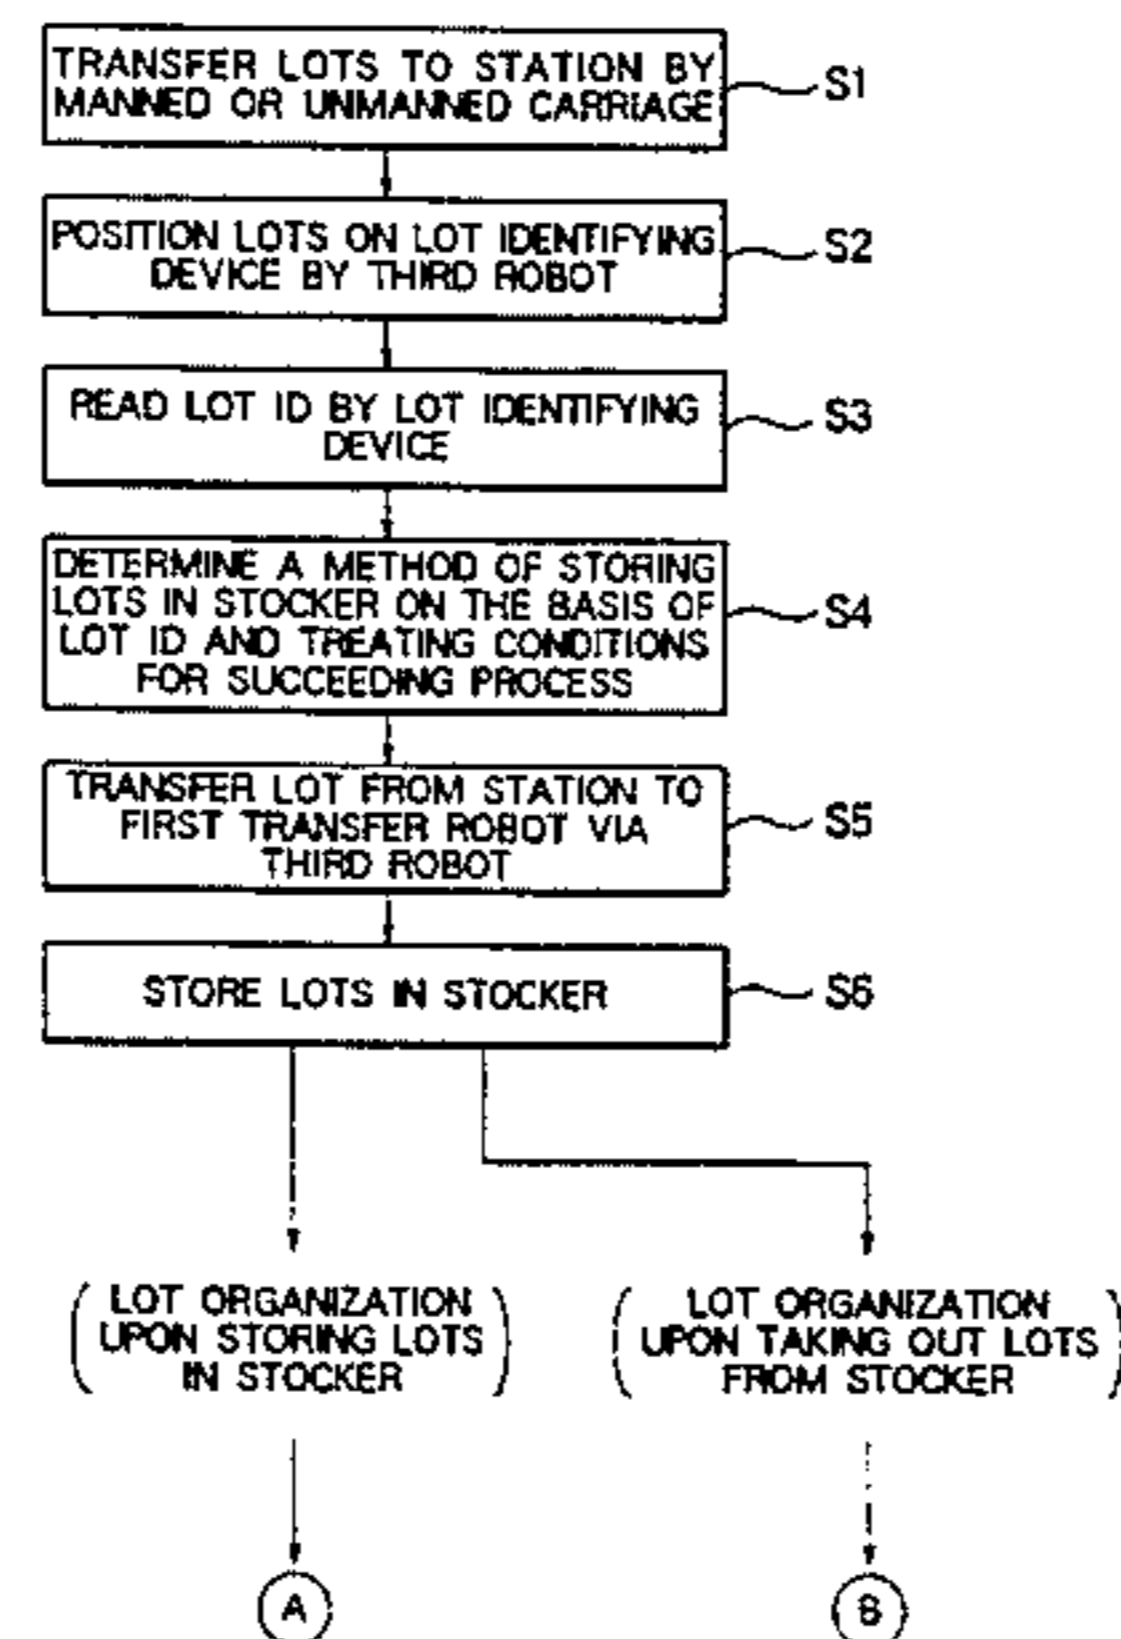 TRANSFER LOTS TO STATION BY
MANNED OR UNMANNED CARRIAGE
S1
POSITION LOTS ON LOT IDENTIFYING
DEVICE BY THIRD ROBOT
S2
READ LOT ID BY LOT IDENTIFYING
DEVICE
S3
DETERMINE A METHOD OF STORING
LOTS IN STOCKER ON THE BASIS OF
LOT ID AND TREATING CONDITIONS
FOR SUCCEEDING PROCESS
S4
TRANSFER LOT FROM STATION TO
FIRST TRANSFER ROBOT VIA
THIRD ROBOT
S5
STORE LOTS IN STOCKER
S6
( LOT ORGANIZATION
UPON STORING LOTS
IN STOCKER )
( LOT ORGANIZATION
UPON TAKING OUT LOTS
FROM STOCKER )
A
B